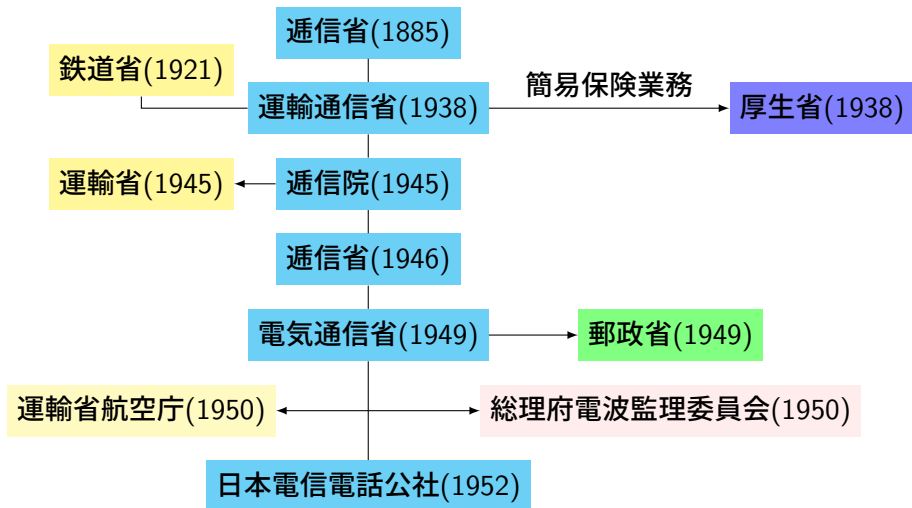 逓信省(1885)
鉄道省(1921)
簡易保険業務
運輸通信省(1938)
厚生省(1938)
運輸省(1945)
逓信院(1945)
逓信省(1946)
電気通信省(1949)
郵政省(1949)
運輸省航空庁(1950)
総理府電波監理委員会(1950)
日本電信電話公社(1952)